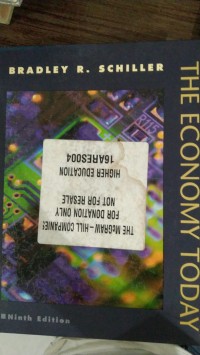 BRADLEY R. SCHILLER
THE ECONOMY TODAY
THE McGRAW-HILL COMPANIES
FOR DONATION ONLY
NOT FOR RESALE
HIGHER EDUCATION
16ARES004
Ninth Edition